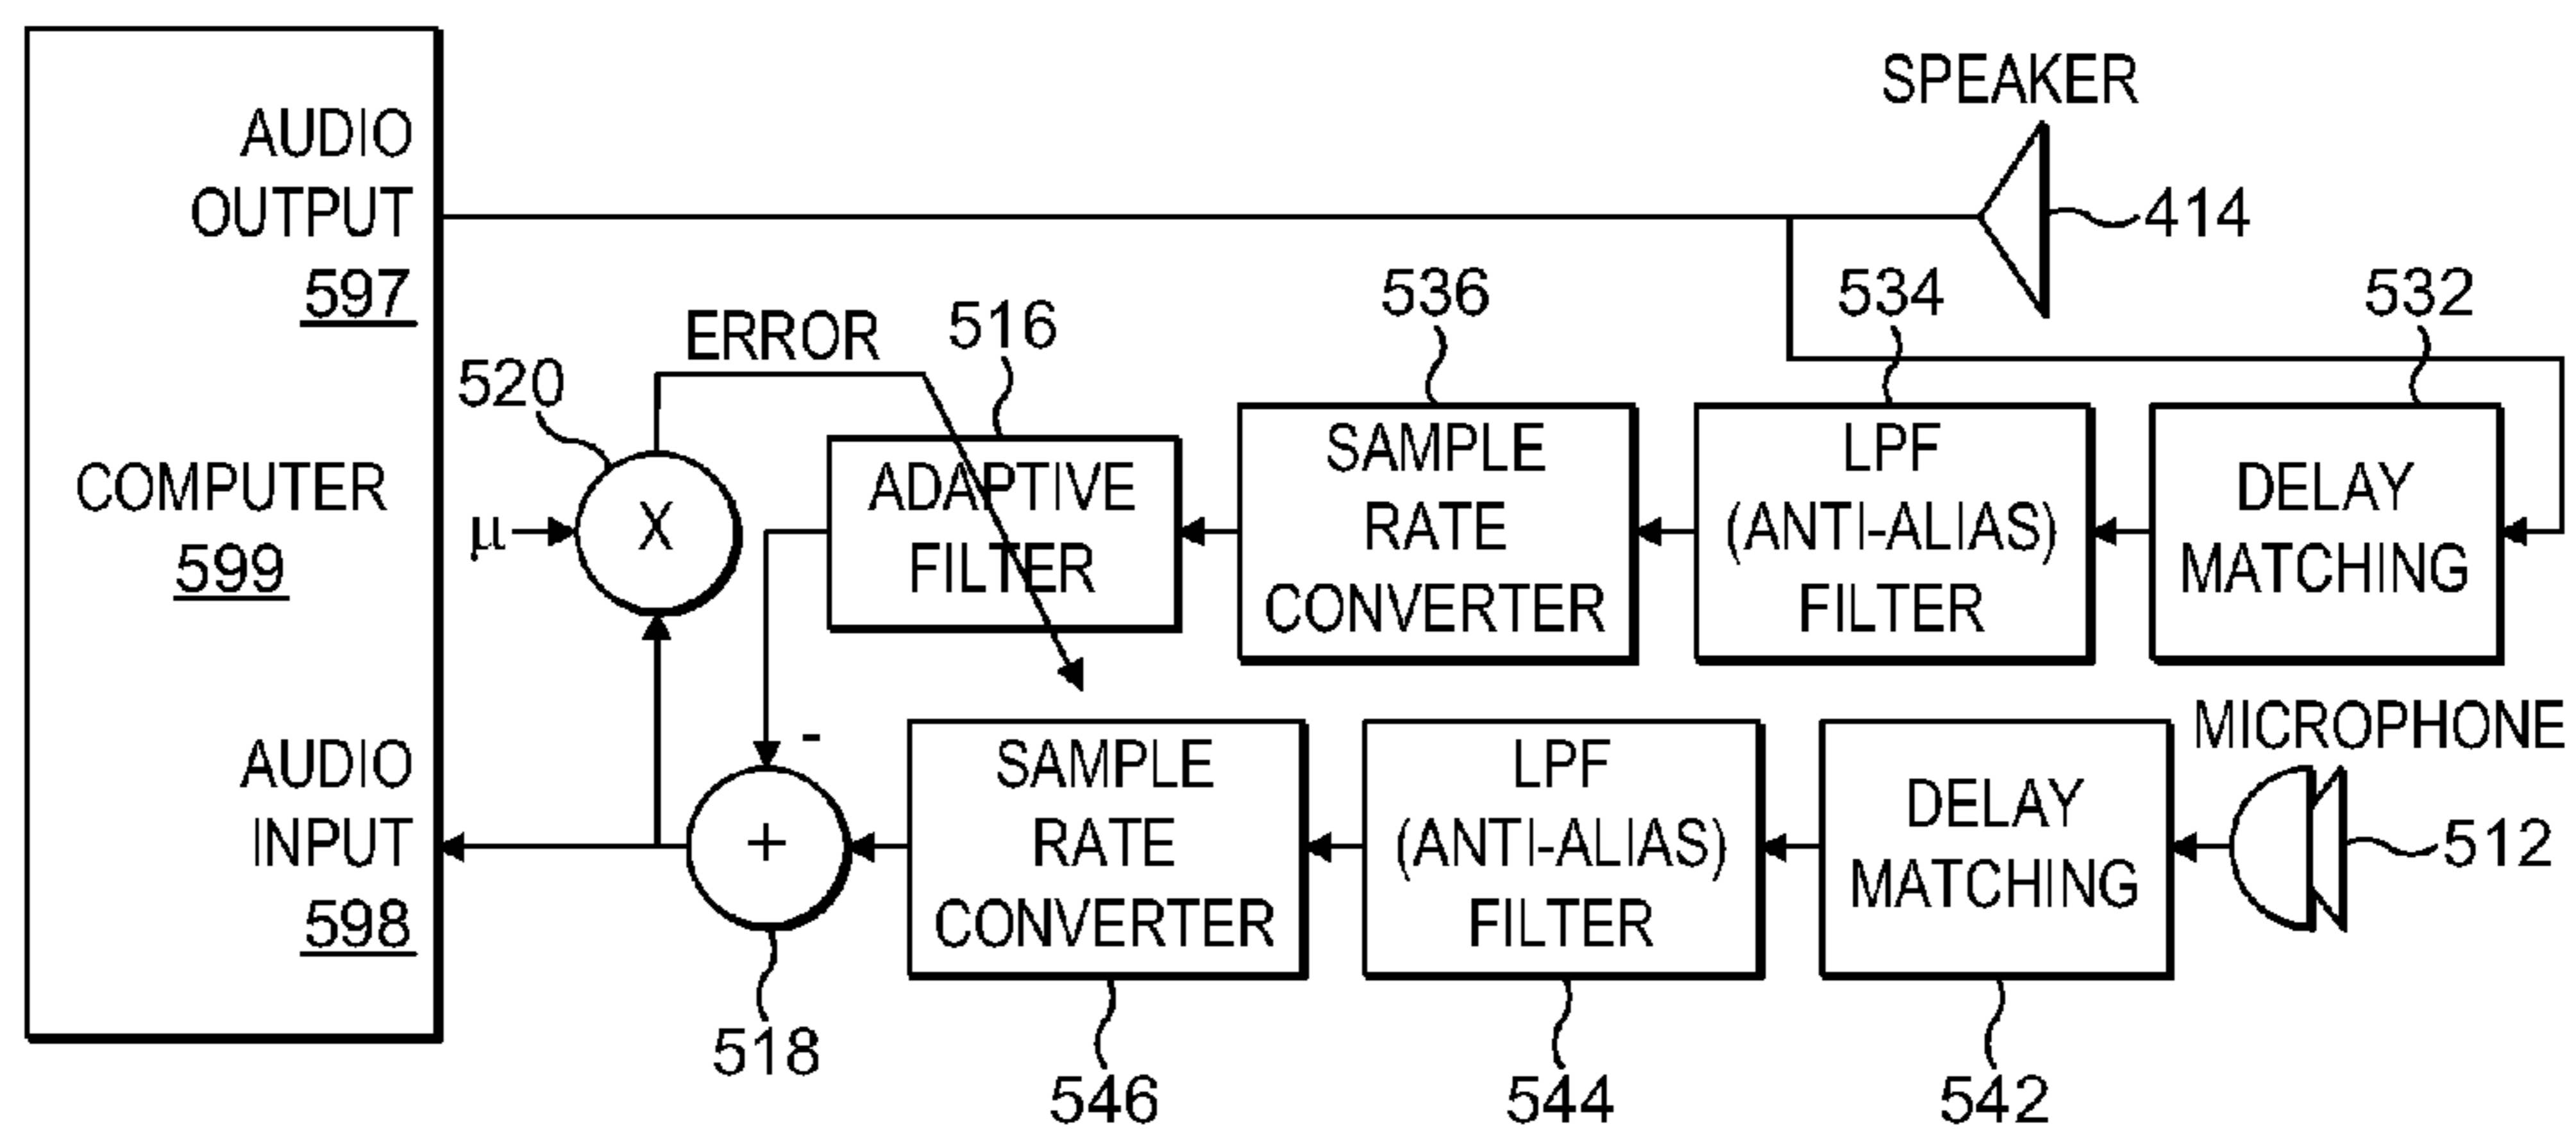 SPEAKER
414
AUDIO
OUTPUT
597
COMPUTER
599
AUDIO
INPUT
598
ERROR
520
μ
X
516
ADAPTIVE
FILTER
536
SAMPLE
RATE
CONVERTER
534
LPF
(ANTI-ALIAS)
FILTER
532
DELAY
MATCHING
-
+
518
SAMPLE
RATE
CONVERTER
546
LPF
(ANTI-ALIAS)
FILTER
544
DELAY
MATCHING
542
MICROPHONE
512